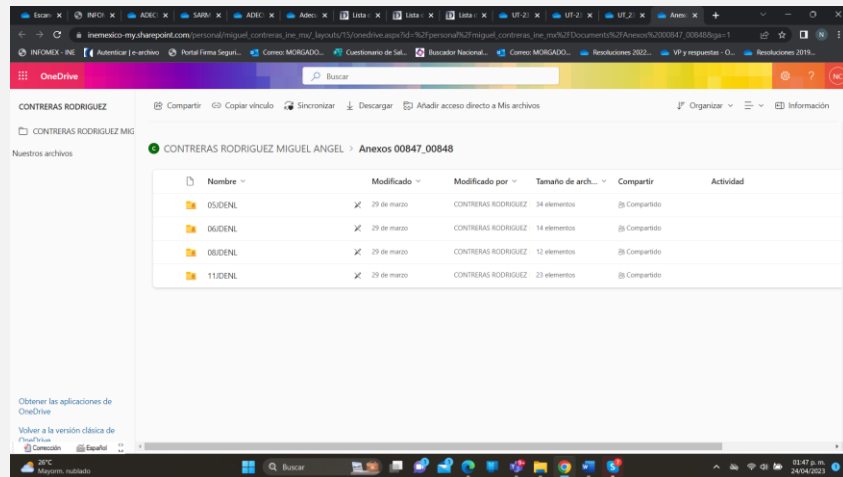 Escan
INFO
ADEC
SARM
ADEC
Adecu
Lista
Lista
Lista
UT-2
UT-2
UT_2
Anex
inemexico-my.sharepoint.com/personal/miguel_contreras_ine_mx/_layouts/15/onedrive.aspx?id=%2Fpersonal%2Fmiguel_contreras_ine_mx%2FDocuments%2FAnexos%2000847_00848&ga=1
INFOMEX - INE
Autenticar | e-archivo
Portal Firma Seguri...
Correo: MORGADO...
Cuestionario de Sal...
Buscador Nacional...
Correo: MORGADO...
Resoluciones 2022...
VP y respuestas - O...
Resoluciones 2019...
OneDrive
Buscar
CONTRERAS RODRIGUEZ
Compartir
Copiar vínculo
Sincronizar
Descargar
Añadir acceso directo a Mis archivos
Organizar
Información
CONTRERAS RODRIGUEZ MIG
Nuestros archivos
C CONTRERAS RODRIGUEZ MIGUEL ANGEL > Anexos 00847_00848
Nombre Modificado Modificado por Tamaño de arch... Compartir Actividad
05JDENL 29 de marzo CONTRERAS RODRIGUEZ 34 elementos Compartido
06JDENL 29 de marzo CONTRERAS RODRIGUEZ 14 elementos Compartido
08JDENL 29 de marzo CONTRERAS RODRIGUEZ 12 elementos Compartido
11JDENL 29 de marzo CONTRERAS RODRIGUEZ 23 elementos Compartido
Obtener las aplicaciones de
OneDrive
Volver a la versión clásica de
OneDrive
Corrección Español
26°C
Mayorm. nublado
Buscar
01:47 p. m.
24/04/2023